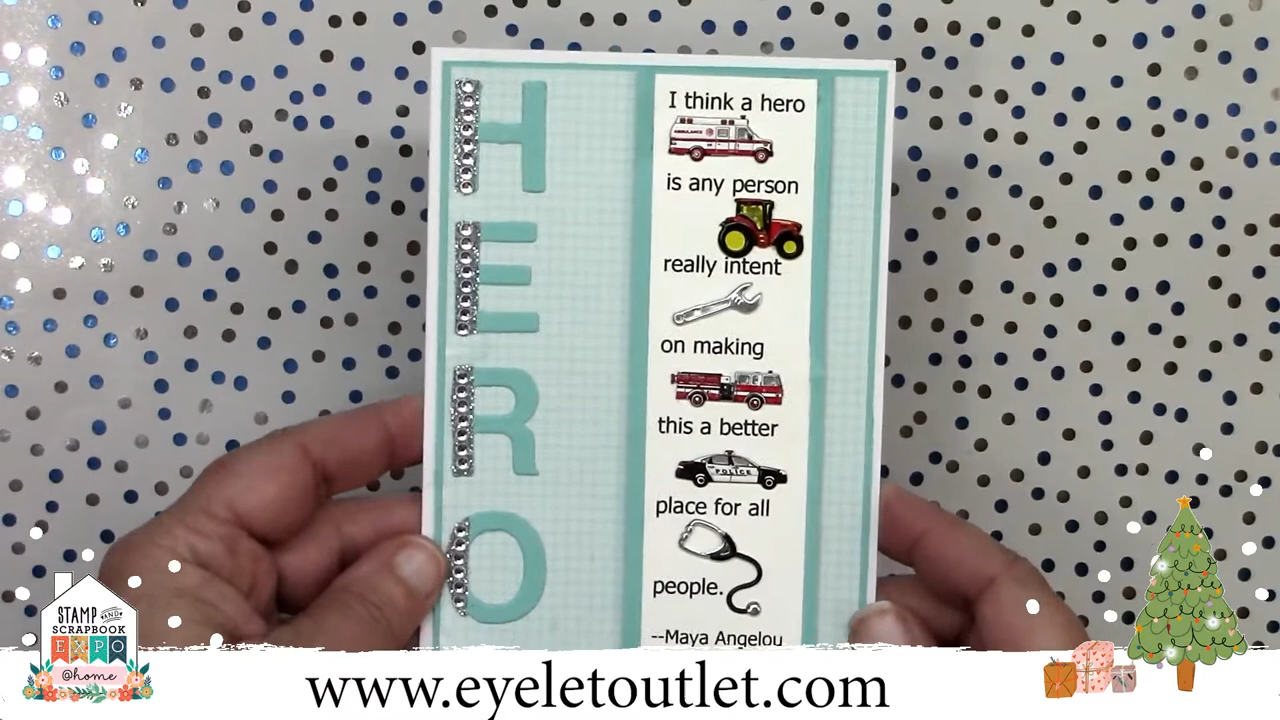 HERO
I think a hero
AMBULANCE
is any person
really intent
on making
this a better
POLICE
place for all
people.
--Maya Angelou
STAMP AND
SCRAPBOOK
EXPO
@home
www.eyeletoutlet.com